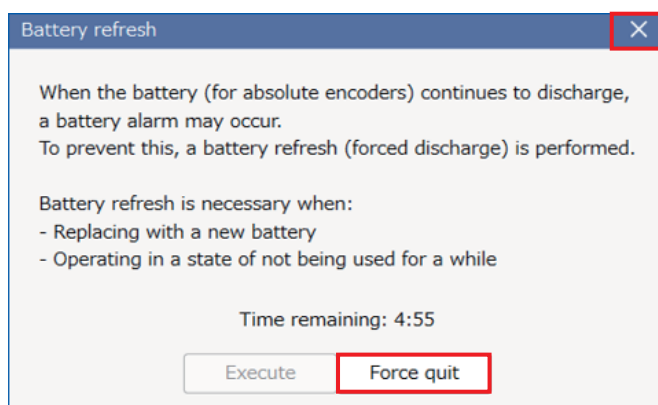 Battery refresh
When the battery (for absolute encoders) continues to discharge,
a battery alarm may occur.
To prevent this, a battery refresh (forced discharge) is performed.
Battery refresh is necessary when:
- Replacing with a new battery
- Operating in a state of not being used for a while
Time remaining: 4:55
Execute
Force quit